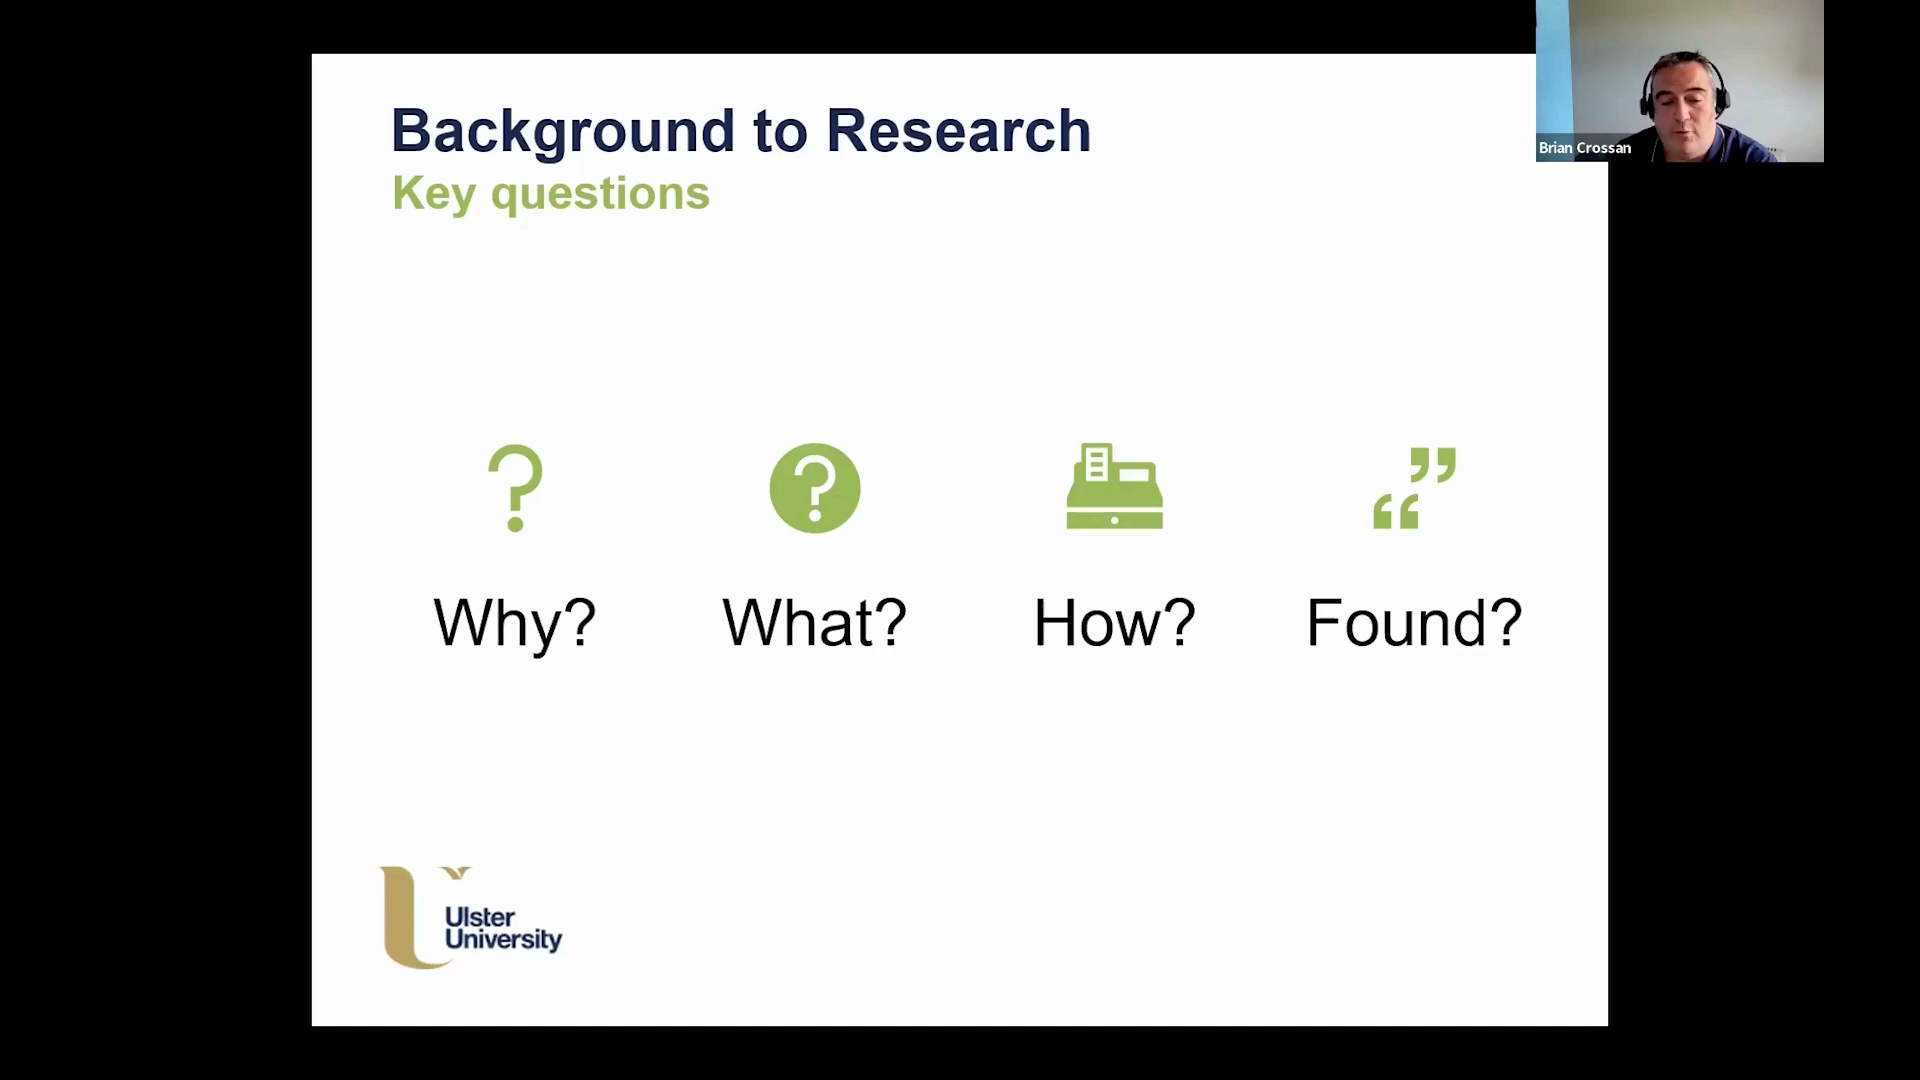 Background to Research
Key questions
Brian Crossan
Why?
What?
How?
Found?
Ulster
University